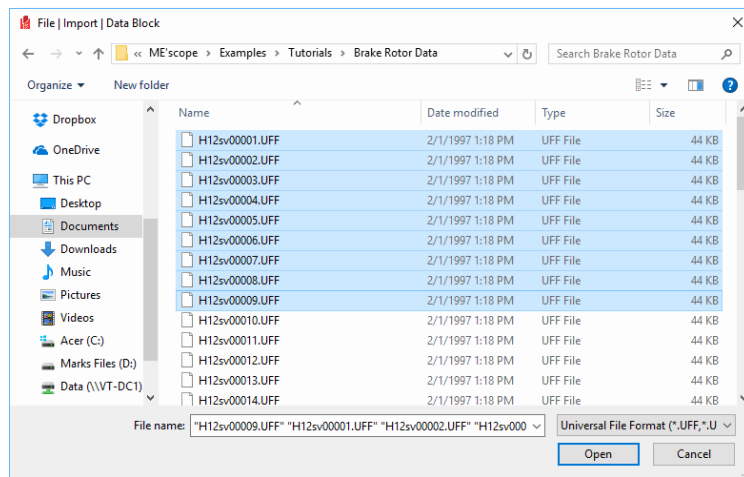 File | Import | Data Block
« ME'scope > Examples > Tutorials > Brake Rotor Data
Search Brake Rotor Data
Organize
New folder
Name
Date modified
Type
Size
Dropbox
OneDrive
This PC
Desktop
Documents
Downloads
Music
Pictures
Videos
Acer (C:)
Marks Files (D:)
Data (\\VT-DC1)
H12sv00001.UFF 2/1/1997 1:18 PM UFF File 44 KB
H12sv00002.UFF 2/1/1997 1:18 PM UFF File 44 KB
H12sv00003.UFF 2/1/1997 1:18 PM UFF File 44 KB
H12sv00004.UFF 2/1/1997 1:18 PM UFF File 44 KB
H12sv00005.UFF 2/1/1997 1:18 PM UFF File 44 KB
H12sv00006.UFF 2/1/1997 1:18 PM UFF File 44 KB
H12sv00007.UFF 2/1/1997 1:18 PM UFF File 44 KB
H12sv00008.UFF 2/1/1997 1:18 PM UFF File 44 KB
H12sv00009.UFF 2/1/1997 1:18 PM UFF File 44 KB
H12sv00010.UFF 2/1/1997 1:18 PM UFF File 44 KB
H12sv00011.UFF 2/1/1997 1:18 PM UFF File 44 KB
H12sv00012.UFF 2/1/1997 1:18 PM UFF File 44 KB
H12sv00013.UFF 2/1/1997 1:18 PM UFF File 44 KB
H12sv00014.UFF 2/1/1997 1:18 PM UFF File 44 KB
File name: "H12sv00009.UFF" "H12sv00001.UFF" "H12sv00002.UFF" "H12sv000
Universal File Format (*.UFF,*.U
Open
Cancel